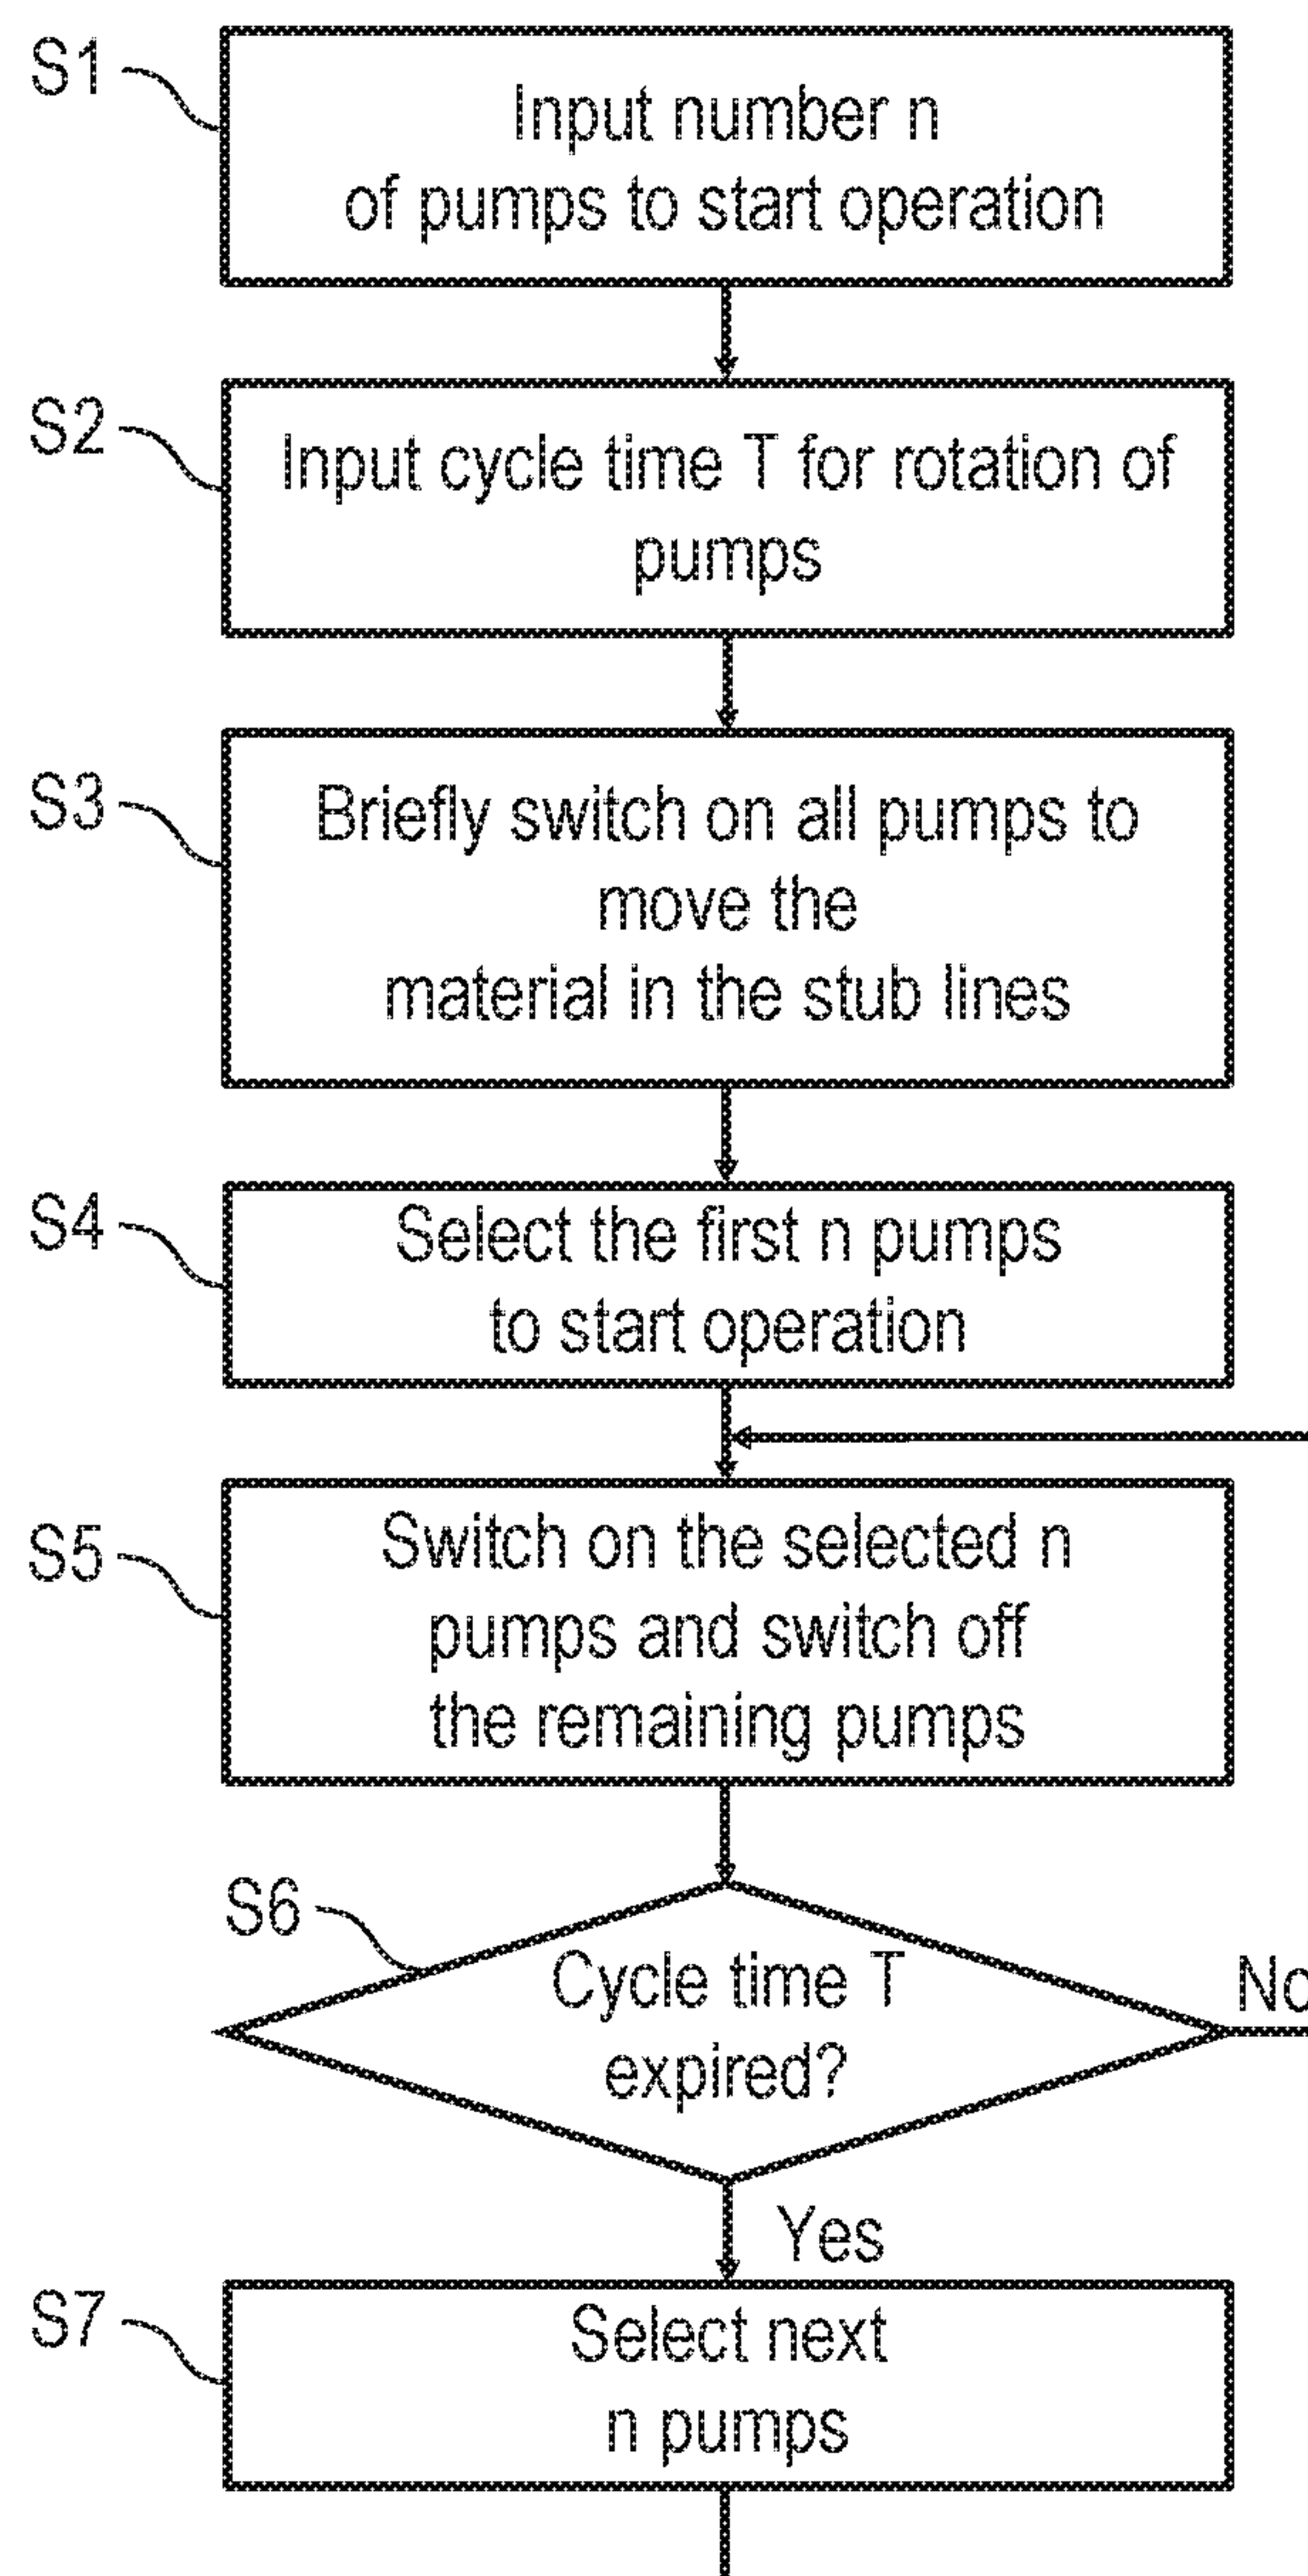 S1
Input number n
of pumps to start operation
S2
Input cycle time T for rotation of
pumps
S3
Briefly switch on all pumps to
move the
material in the stub lines
S4
Select the first n pumps
to start operation
S5
Switch on the selected n
pumps and switch off
the remaining pumps
S6
Cycle time T
expired?
No
Yes
S7
Select next
n pumps